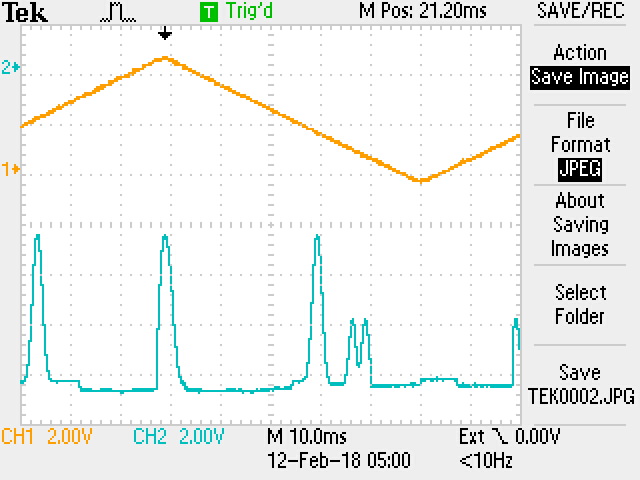 Tek T Trig'd M Pos: 21.20ms SAVE/REC
Action
Save Image
File
Format
JPEG
About
Saving
Images
Select
Folder
Save
TEK0002.JPG
2
1
CH1 2.00V CH2 2.00V M 10.0ms Ext 0.00V
12-Feb-18 05:00 <10Hz